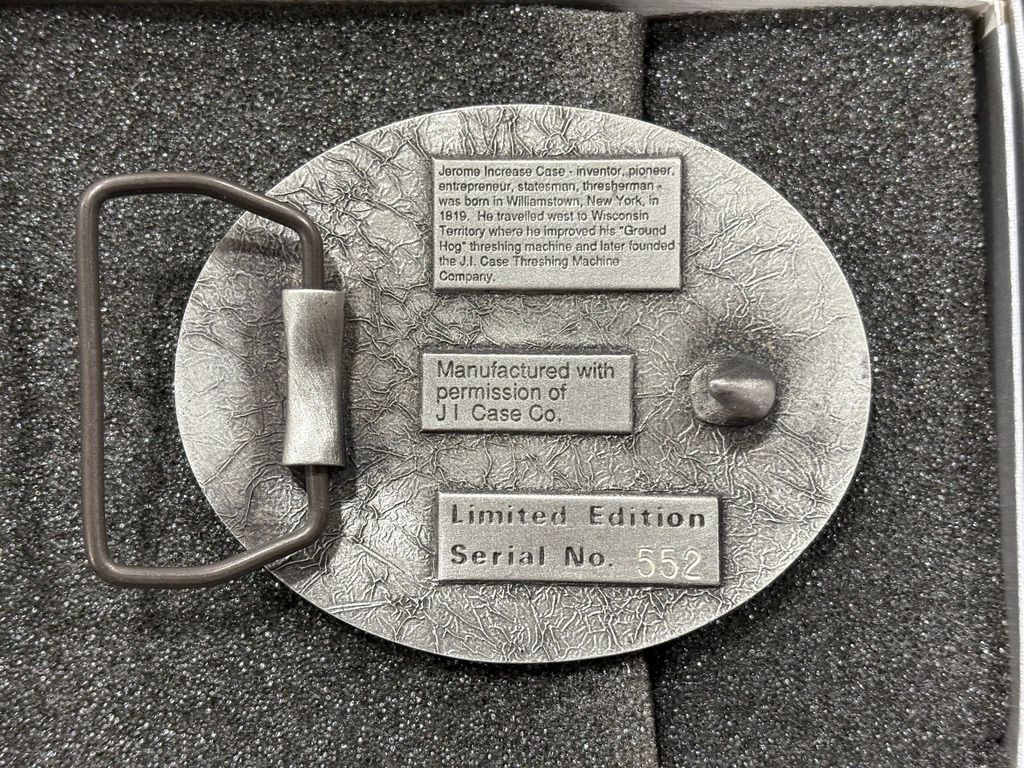 Jerome Increase Case - inventor, pioneer,
entrepreneur, statesman, thresherman -
was born in Williamstown, New York, in
1819. He travelled west to Wisconsin
Territory where he improved his "Ground
Hog" threshing machine and later founded
the J.I. Case Threshing Machine
Company.
Manufactured with
permission of
J I Case Co.
Limited Edition
Serial No. 552